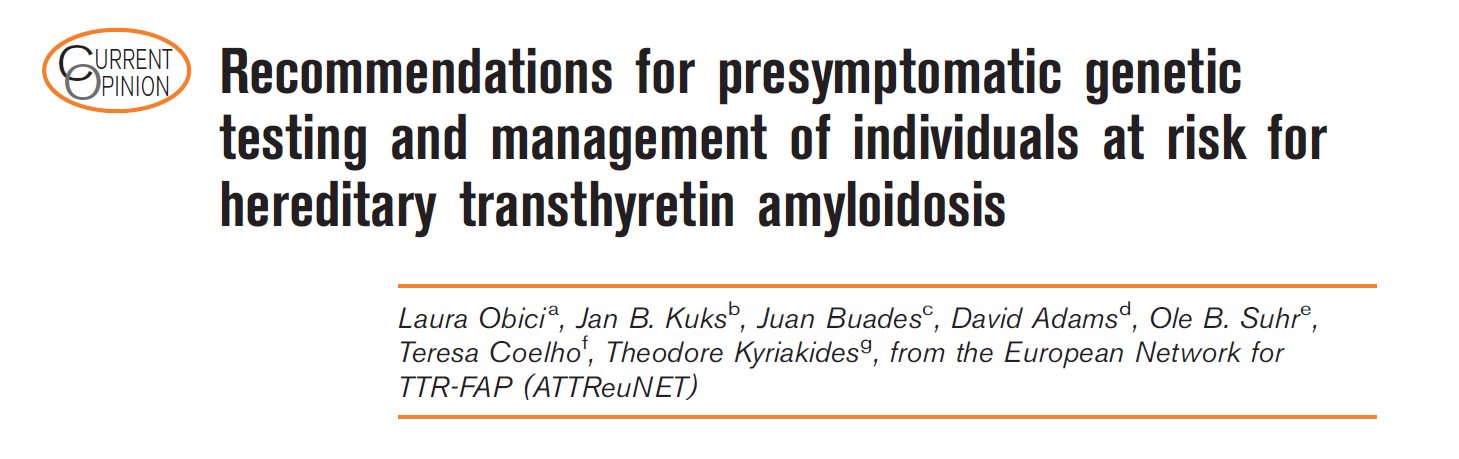 CURRENT
OPINION
Recommendations for presymptomatic genetic
testing and management of individuals at risk for
hereditary transthyretin amyloidosis
Laura Obiciᵃ, Jan B. Kuksᵇ, Juan Buadesᶜ, David Adamsᵈ, Ole B. Suhrᵉ,
Teresa Coelhoᶠ, Theodore Kyriakidesᵍ, from the European Network for
TTR-FAP (ATTReuNET)